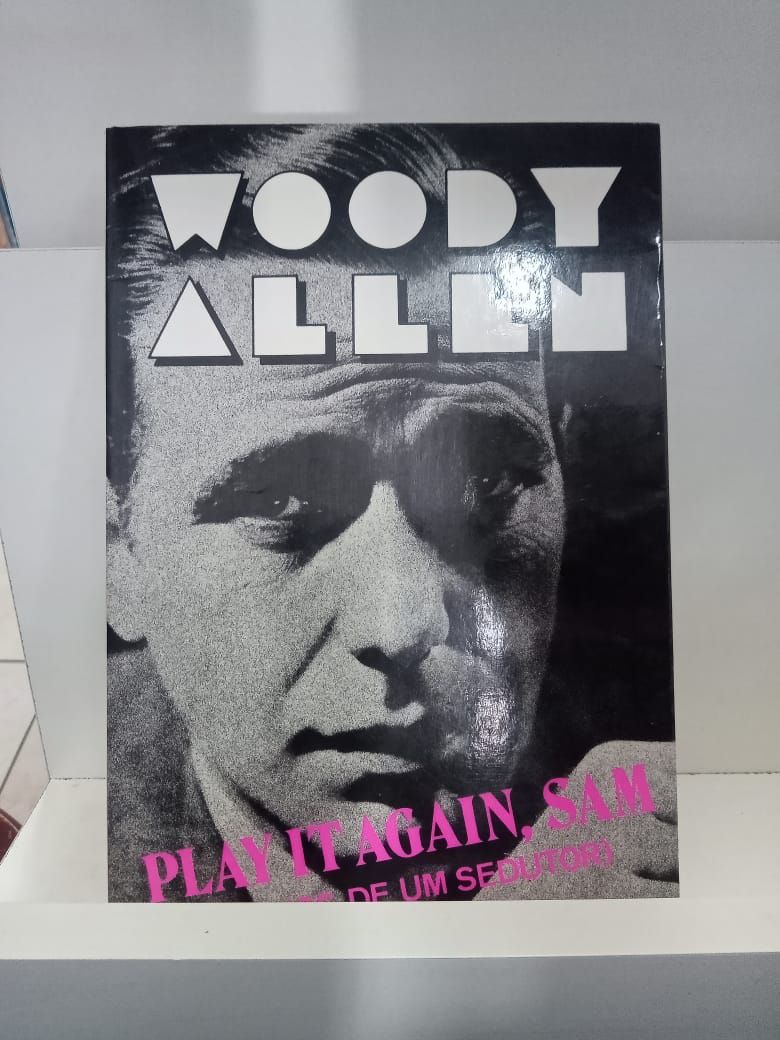 WOODY
ALLEN
PLAY IT AGAIN, SAM
DE UM SEDUTOR)